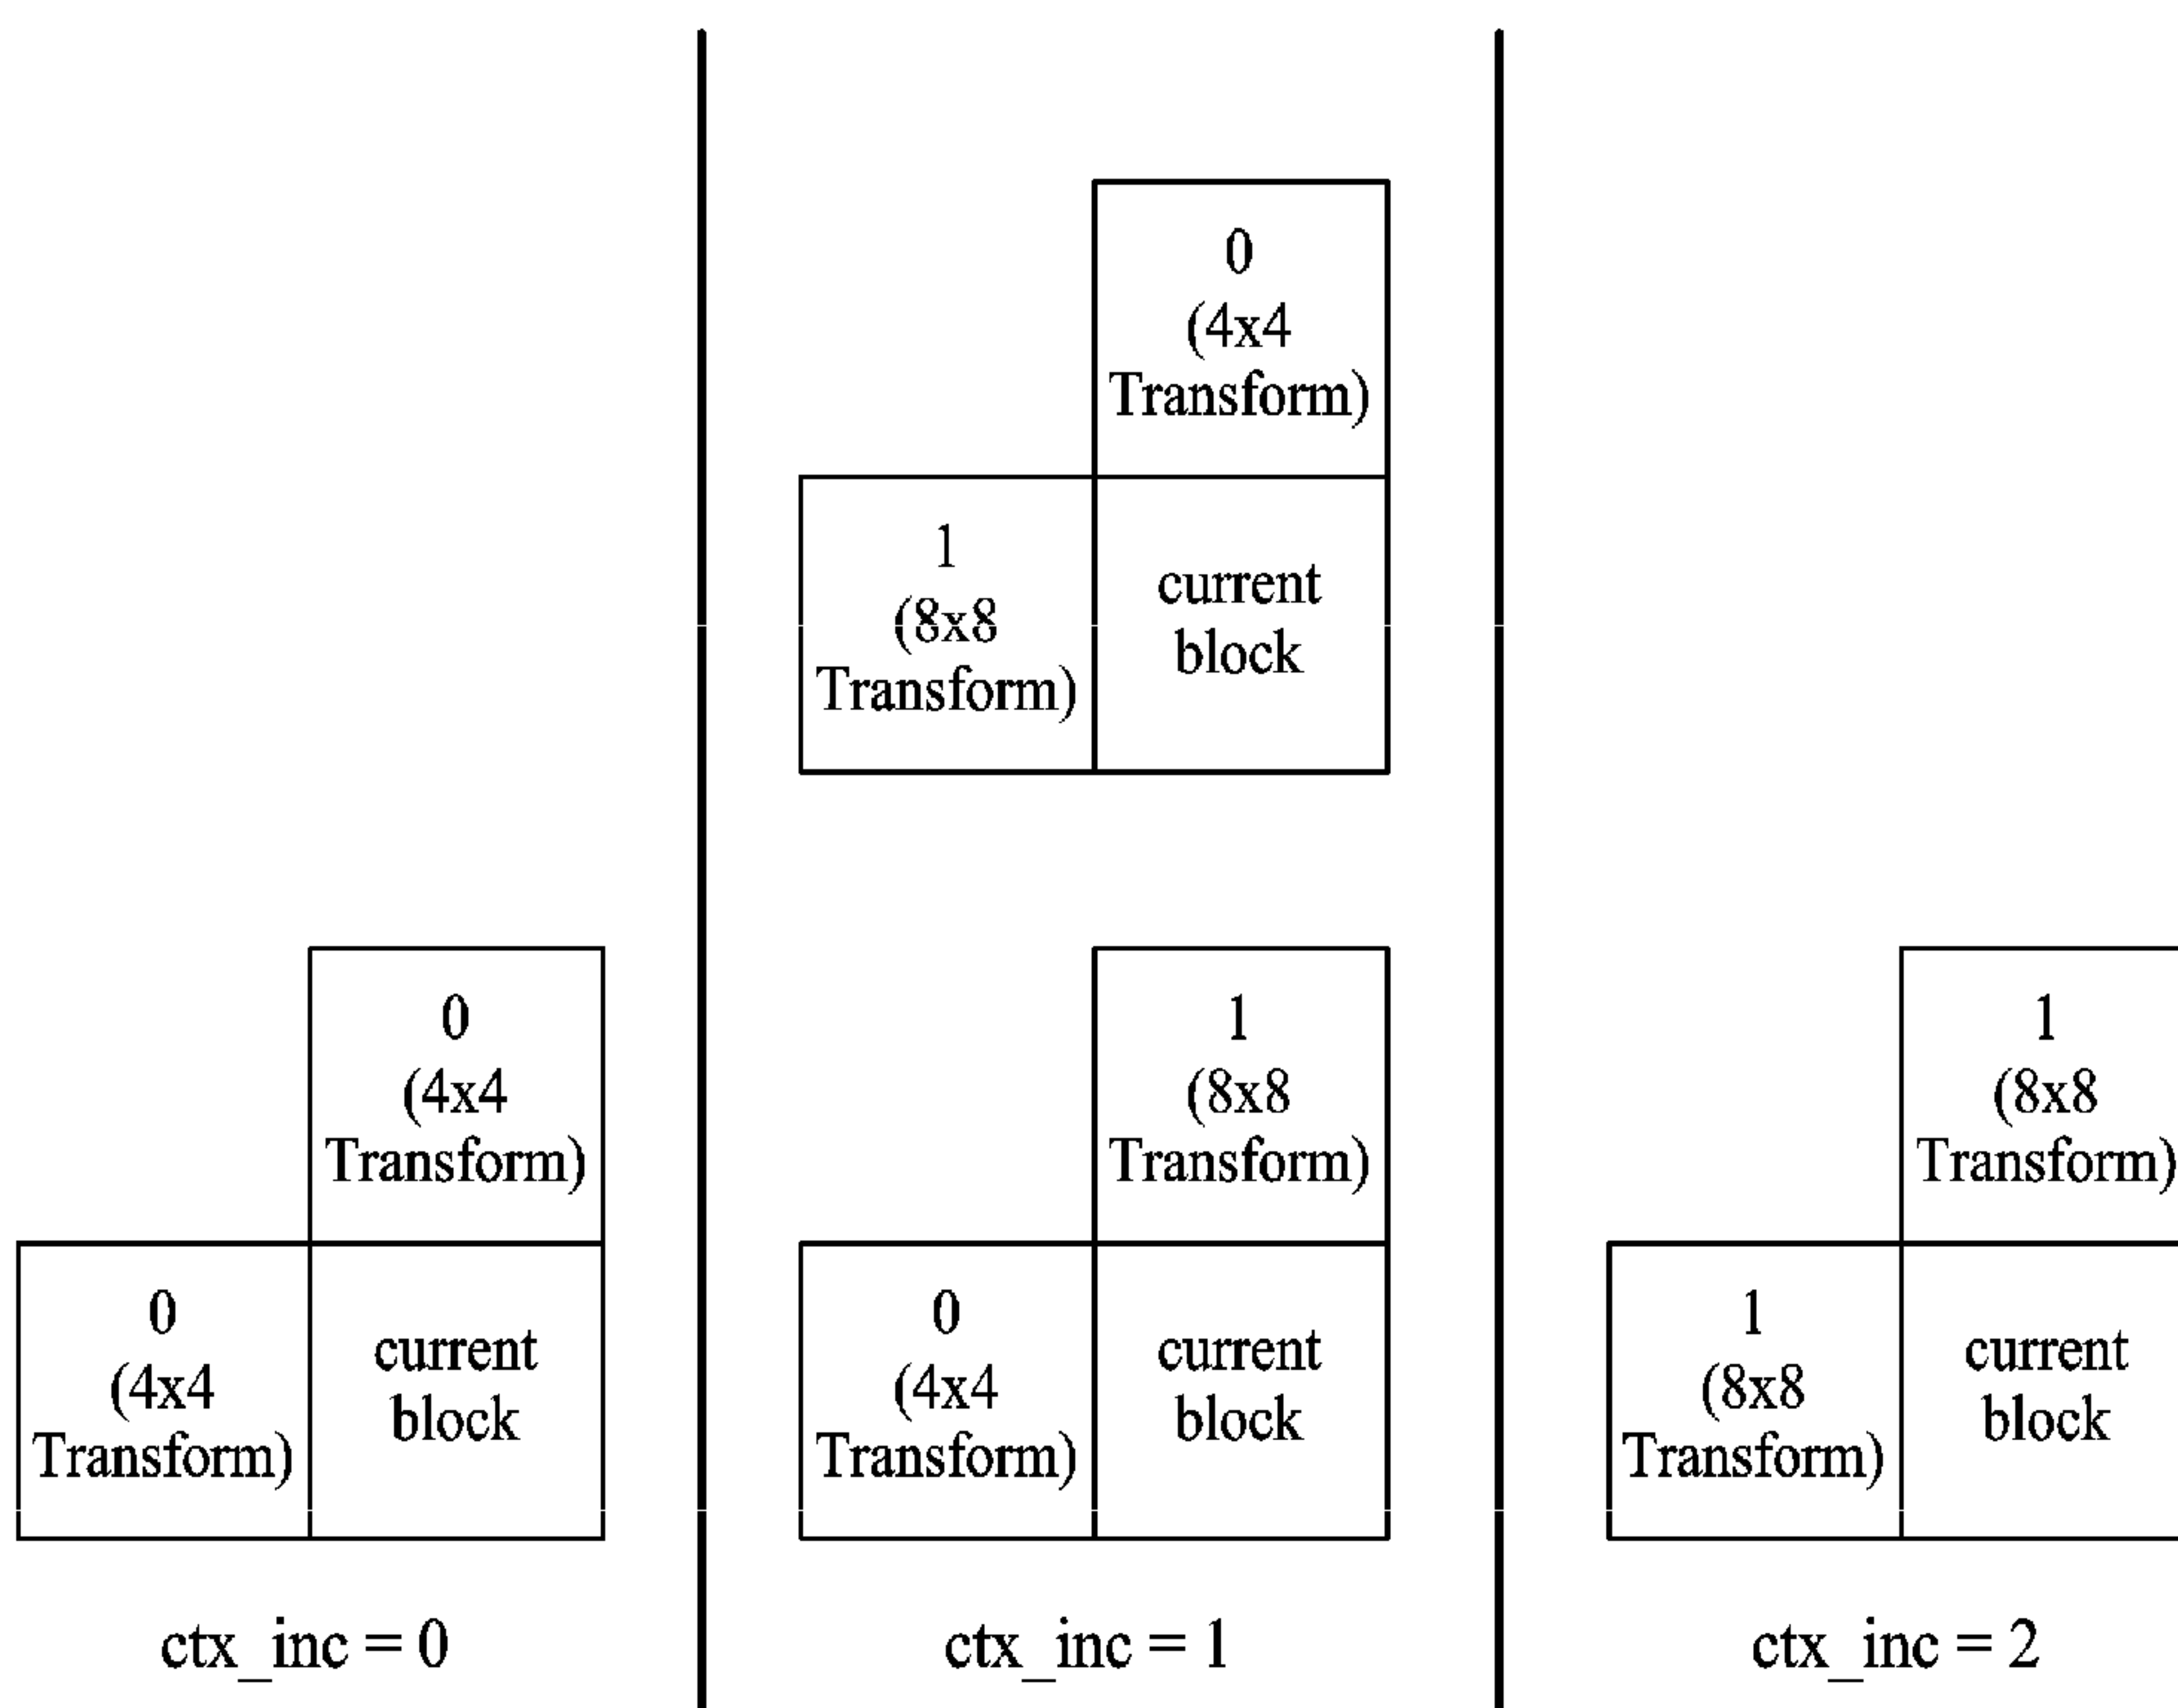 0
(4x4
Transform)
1
(8x8
Transform)
current
block
0
(4x4
Transform)
0
(4x4
Transform)
current
block
1
(8x8
Transform)
0
(4x4
Transform)
current
block
1
(8x8
Transform)
1
(8x8
Transform)
current
block
ctx_inc = 0
ctx_inc = 1
ctx_inc = 2